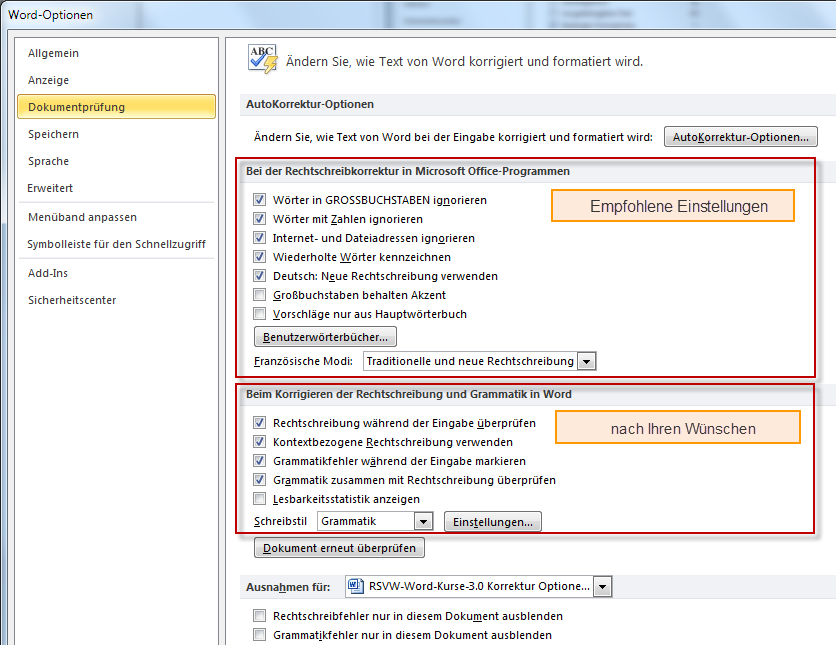 Word-Optionen
Allgemein
Anzeige
Dokumentprüfung
Speichern
Sprache
Erweitert
Menüband anpassen
Symbolleiste für den Schnellzugriff
Add-Ins
Sicherheitscenter
ABC
Ändern Sie, wie Text von Word korrigiert und formatiert wird.
AutoKorrektur-Optionen
Ändern Sie, wie Text von Word bei der Eingabe korrigiert und formatiert wird: AutoKorrektur-Optionen...
Bei der Rechtschreibkorrektur in Microsoft Office-Programmen
Empfohlene Einstellungen
Wörter in GROSSBUCHSTABEN ignorieren
Wörter mit Zahlen ignorieren
Internet- und Dateiadressen ignorieren
Wiederholte Wörter kennzeichnen
Deutsch: Neue Rechtschreibung verwenden
Großbuchstaben behalten Akzent
Vorschläge nur aus Hauptwörterbuch
Benutzerwörterbücher...
Französische Modi: Traditionelle und neue Rechtschreibung
Beim Korrigieren der Rechtschreibung und Grammatik in Word
nach Ihren Wünschen
Rechtschreibung während der Eingabe überprüfen
Kontextbezogene Rechtschreibung verwenden
Grammatikfehler während der Eingabe markieren
Grammatik zusammen mit Rechtschreibung überprüfen
Lesbarkeitsstatistik anzeigen
Schreibstil Grammatik Einstellungen...
Dokument erneut überprüfen
Ausnahmen für: RSVW-Word-Kurse-3.0 Korrektur Optione...
Rechtschreibfehler nur in diesem Dokument ausblenden
Grammatikfehler nur in diesem Dokument ausblenden